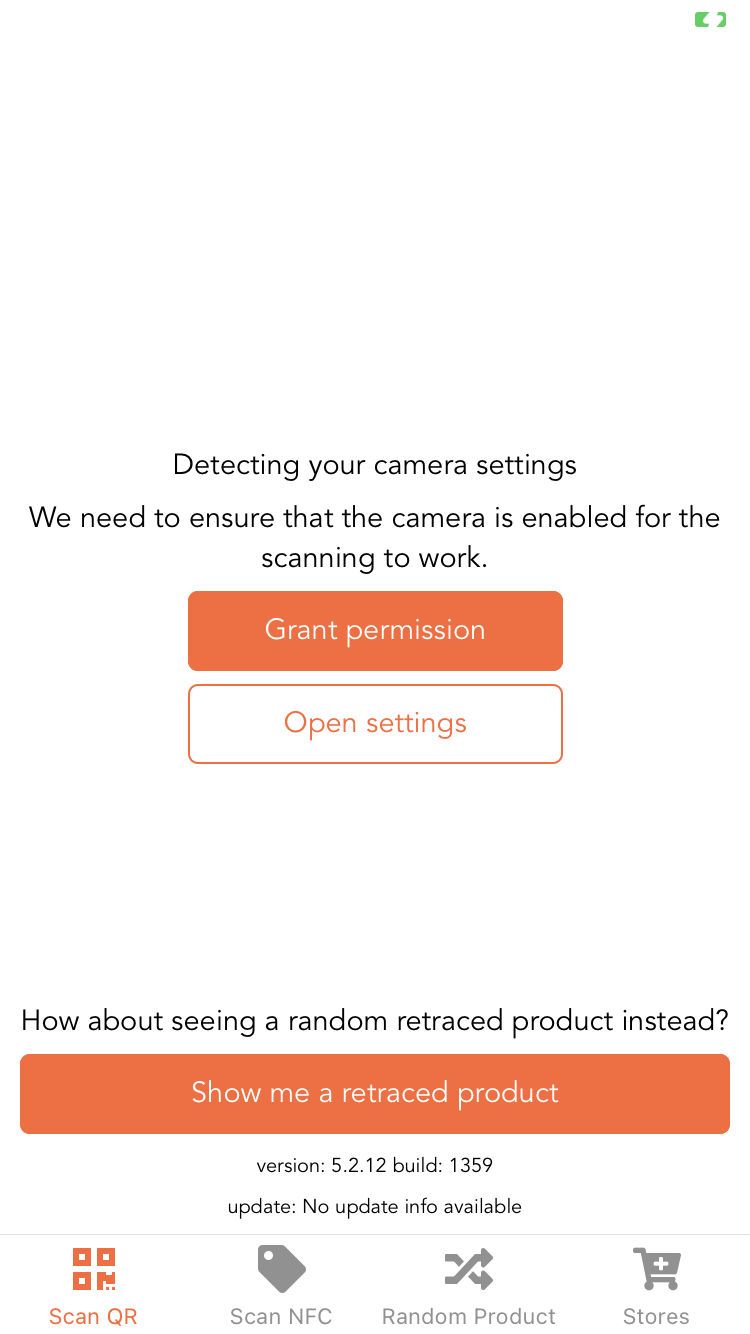 Detecting your camera settings
We need to ensure that the camera is enabled for the
scanning to work.
Grant permission
Open settings
How about seeing a random retraced product instead?
Show me a retraced product
version: 5.2.12 build: 1359
update: No update info available
Scan QR
Scan NFC
Random Product
Stores